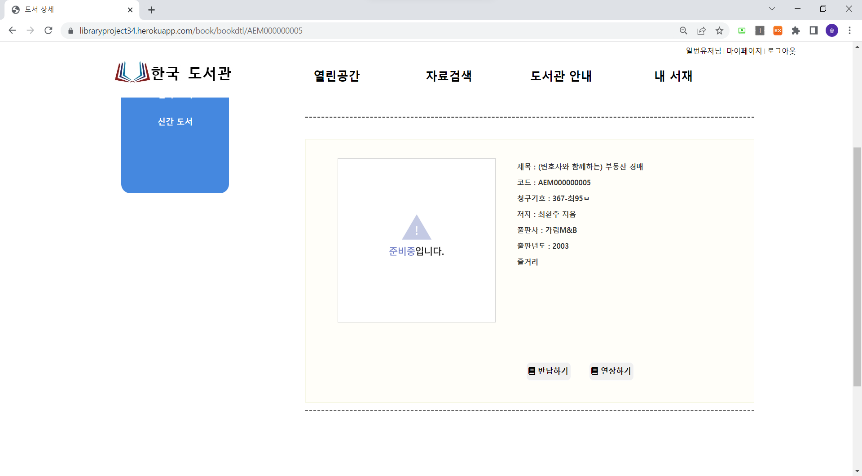 도서 상세
libraryproject34.herokuapp.com/book/bookdtl/AEM000000005
일반유저님! 마이페이지 | 로그아웃
한국 도서관
열린공간 자료검색 도서관 안내 내 서재
신간 도서
제목 : (변호사와 함께하는) 부동산 경매
코드 : AEM000000005
청구기호 : 367-최95ㅂ
저자 : 최환주 지음
출판사 : 가림M&B
출판년도 : 2003
줄거리
준비중입니다.
반납하기 연장하기